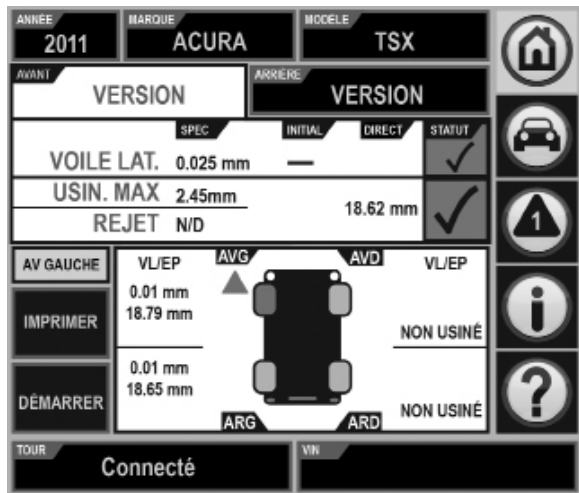 ANNÉE MARQUE MODÈLE
2011 ACURA TSX
AVANT ARRIÈRE
VERSION VERSION
SPEC INITIAL DIRECT STATUT
VOILE LAT. 0.025 mm —
USIN. MAX 2.45mm
18.62 mm
REJET N/D
AV GAUCHE VL/EP AVG AVD VL/EP
0.01 mm
18.79 mm
IMPRIMER NON USINÉ
0.01 mm
18.65 mm
DÉMARRER NON USINÉ
ARG ARD
TOUR VIN
Connecté
1
i
?